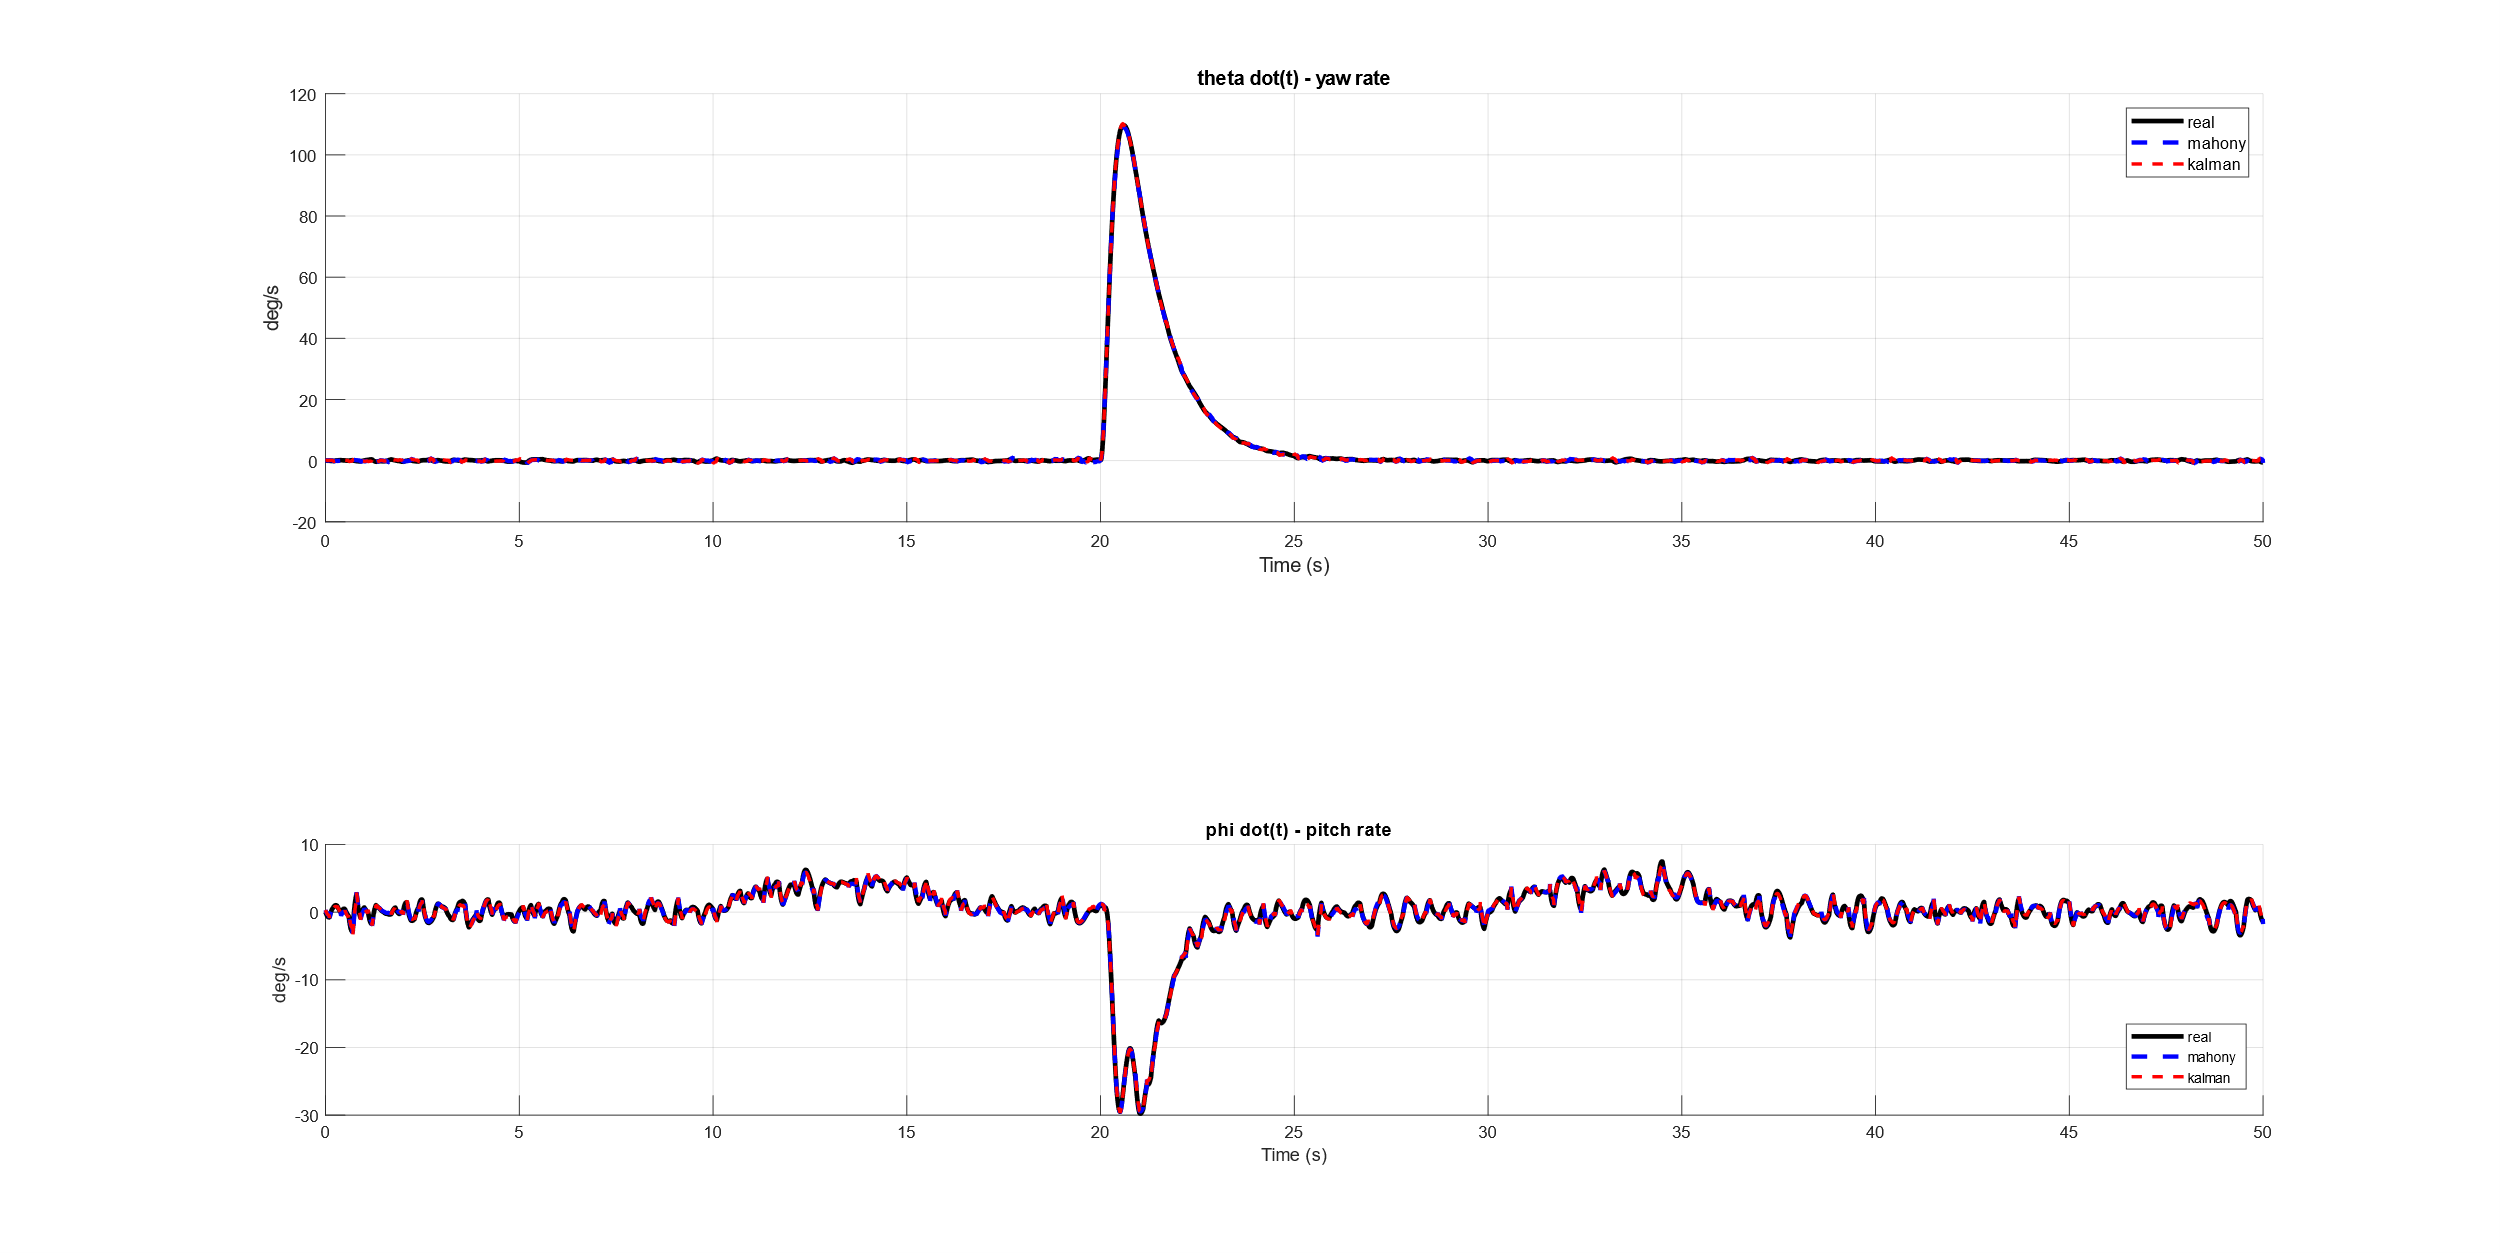 theta dot(t) - yaw rate
120
100
80
60
40
20
0
-20
deg/s
real
mahony
kalman
0 5 10 15 20 25 30 35 40 45 50
Time (s)
phi dot(t) - pitch rate
10
0
-10
-20
-30
deg/s
real
mahony
kalman
0 5 10 15 20 25 30 35 40 45 50
Time (s)